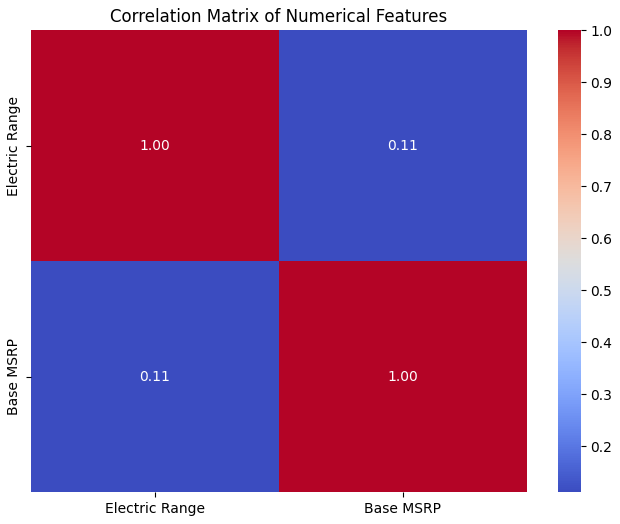 Correlation Matrix of Numerical Features
Electric Range
Base MSRP
1.00
0.11
0.11
1.00
Electric Range
Base MSRP
1.0
0.9
0.8
0.7
0.6
0.5
0.4
0.3
0.2